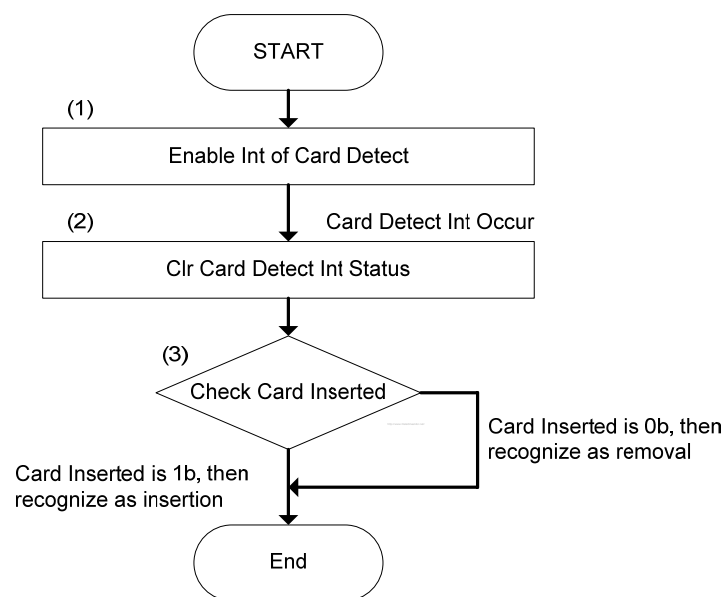 START
(1)
Enable Int of Card Detect
(2)
Card Detect Int Occur
Clr Card Detect Int Status
(3)
Check Card Inserted
Card Inserted is 0b, then
recognize as removal
Card Inserted is 1b, then
recognize as insertion
End